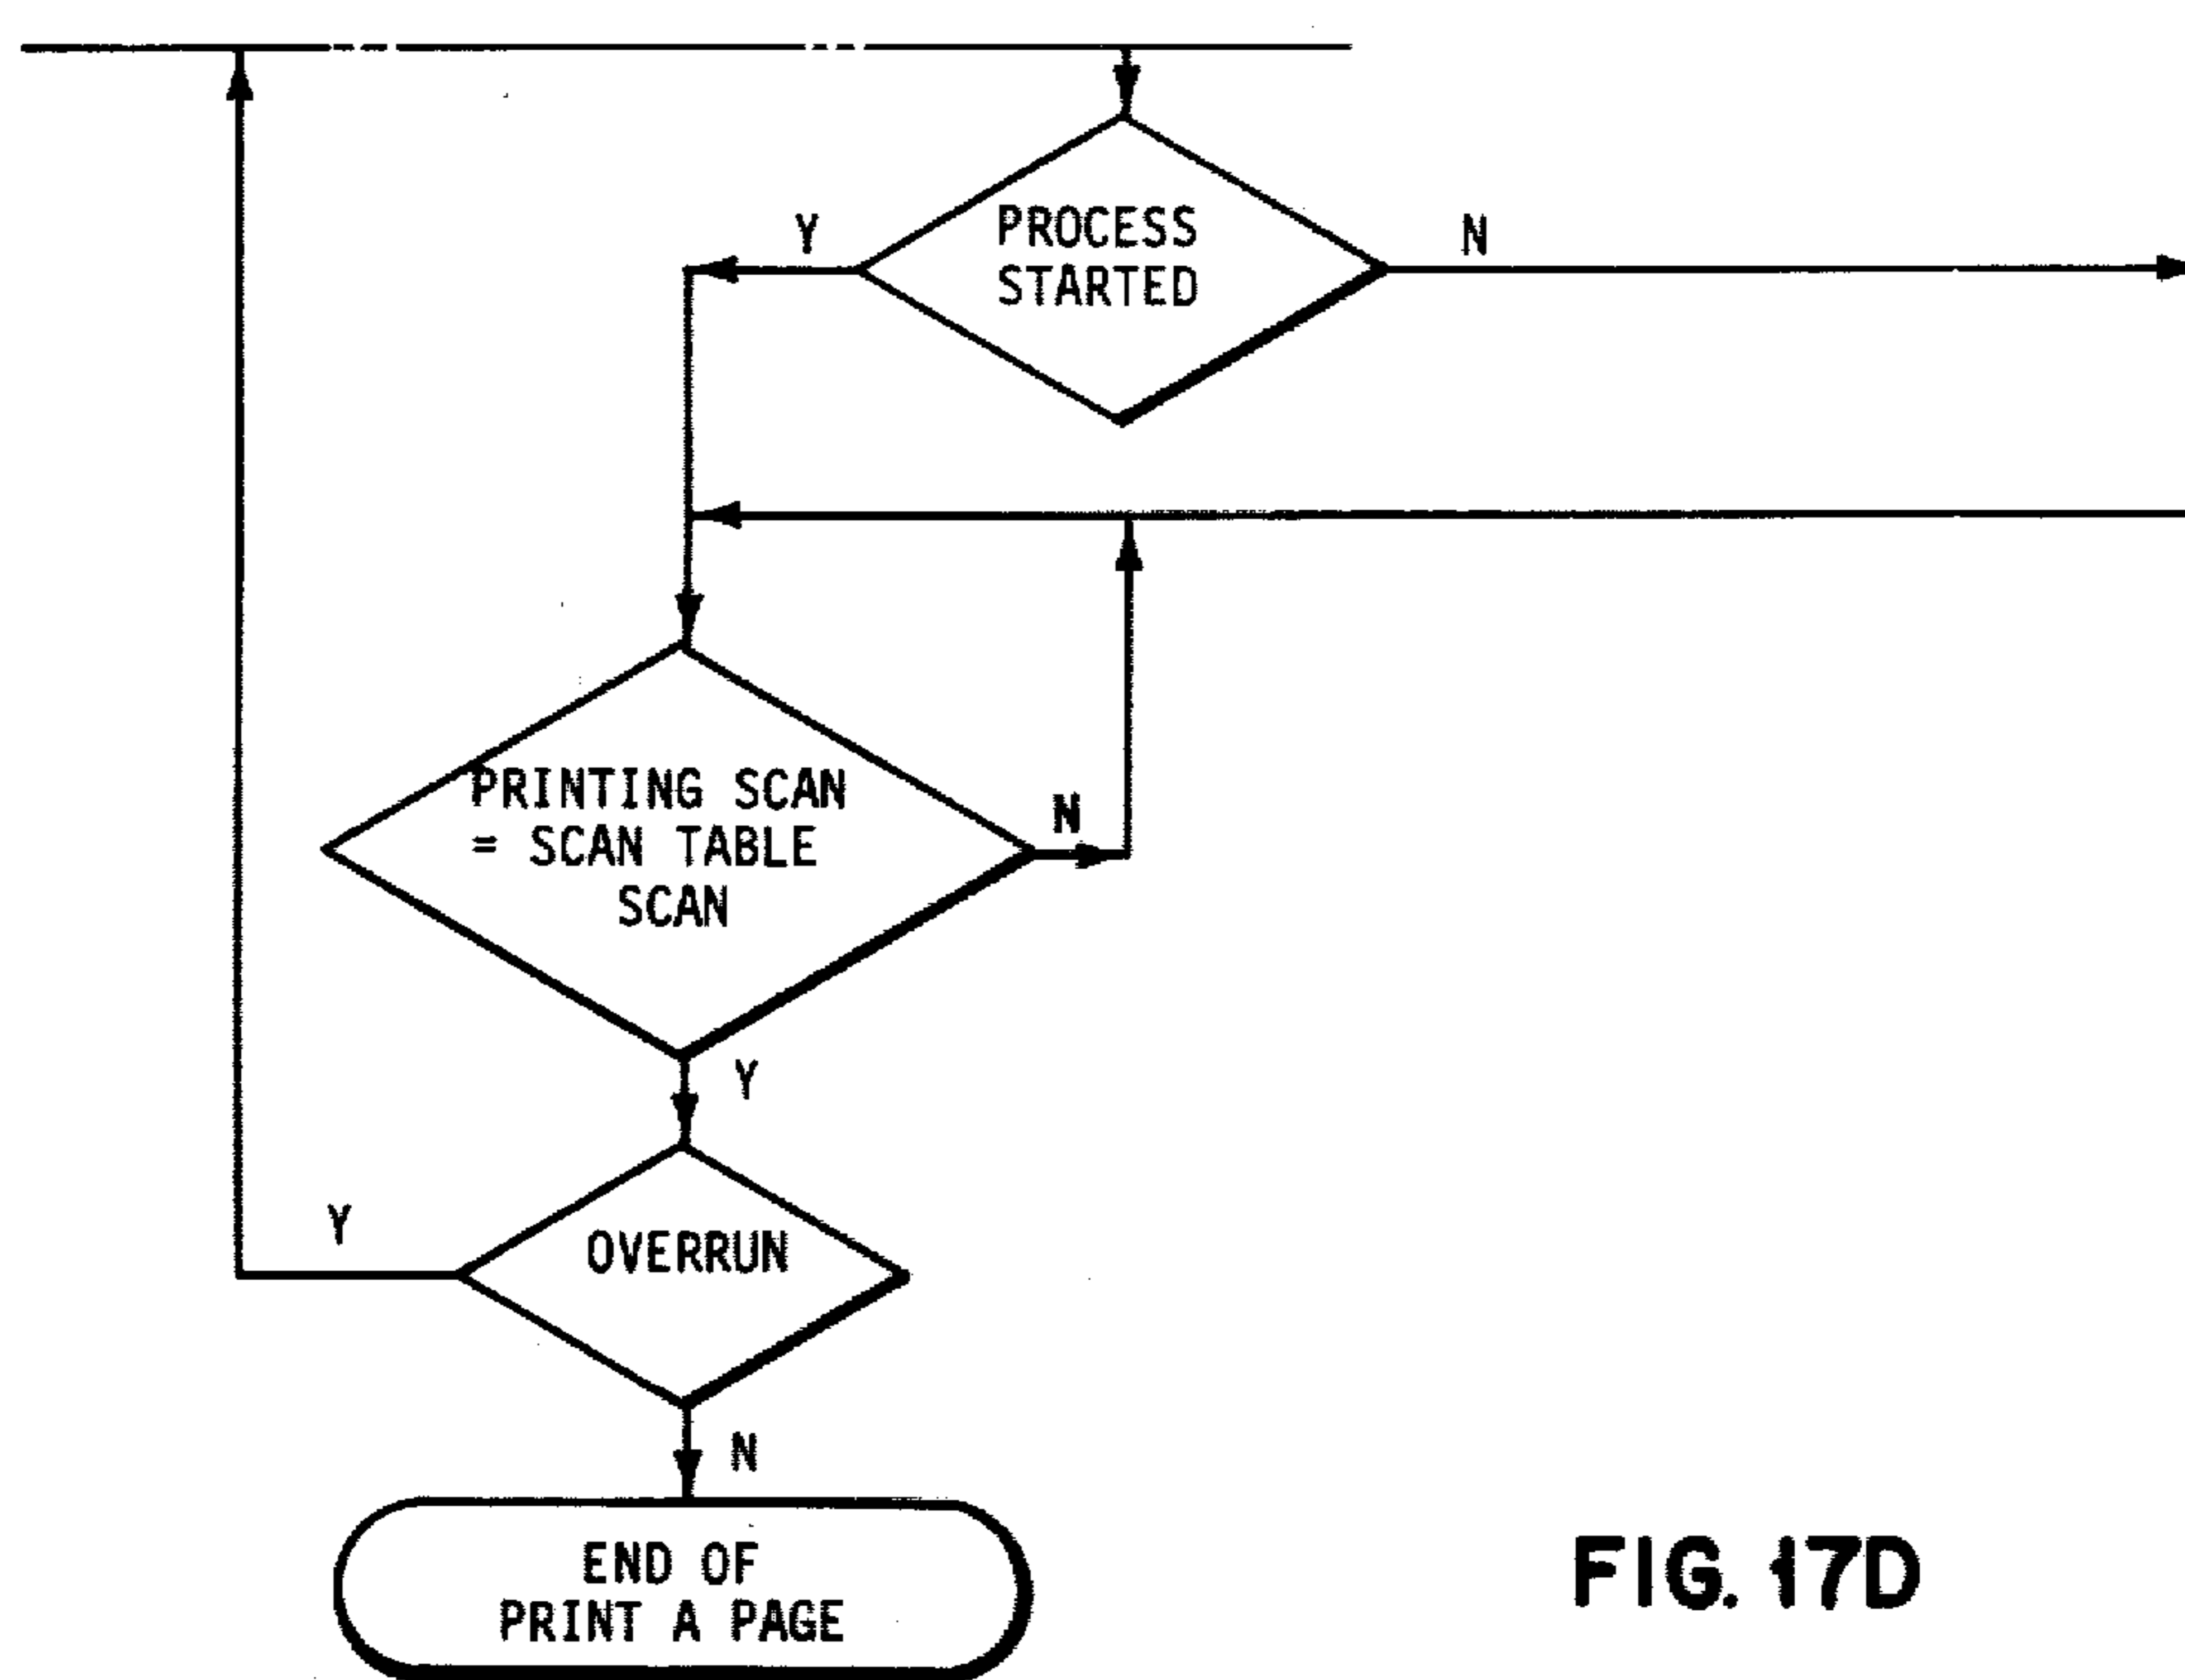 PROCESS
STARTED
Y
N
PRINTING SCAN
= SCAN TABLE
SCAN
N
Y
OVERRUN
Y
N
END OF
PRINT A PAGE
FIG. 17D